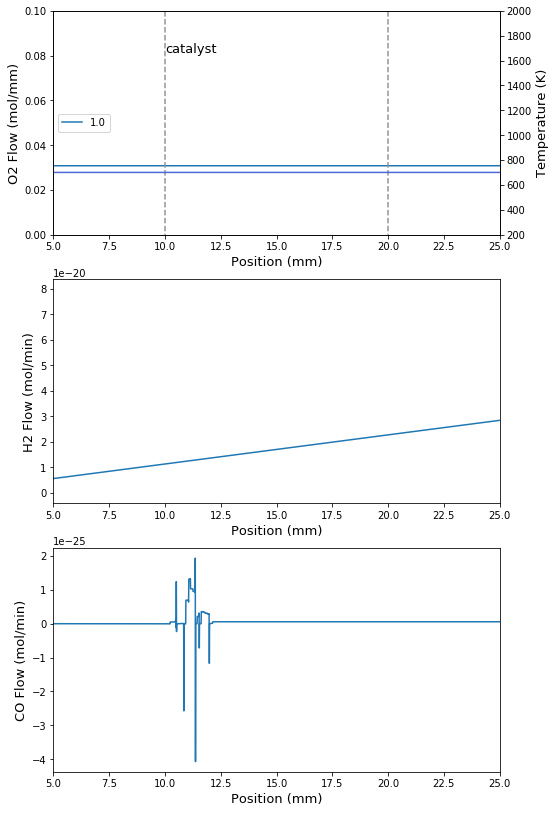 0.10
0.08
0.06
0.04
0.02
0.00
O2 Flow (mol/mm)
catalyst
1.0
2000
1800
1600
1400
1200
1000
800
600
400
200
Temperature (K)
5.0 7.5 10.0 12.5 15.0 17.5 20.0 22.5 25.0
Position (mm)
1e−20
8
7
6
5
4
3
2
1
0
H2 Flow (mol/min)
5.0 7.5 10.0 12.5 15.0 17.5 20.0 22.5 25.0
Position (mm)
1e−25
2
1
0
−1
−2
−3
−4
CO Flow (mol/min)
5.0 7.5 10.0 12.5 15.0 17.5 20.0 22.5 25.0
Position (mm)